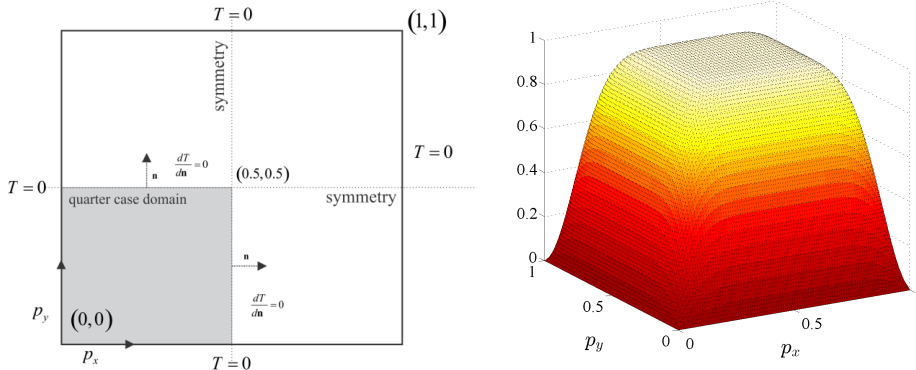 T = 0
(1,1)
symmetry
T = 0
dT/dn = 0
n
(0.5,0.5)
T = 0
quarter case domain
symmetry
n
dT/dn = 0
p_y
(0,0)
p_x
T = 0
1
0.8
0.6
0.4
0.2
0
1
0.5
0
p_y
0
0.5
p_x